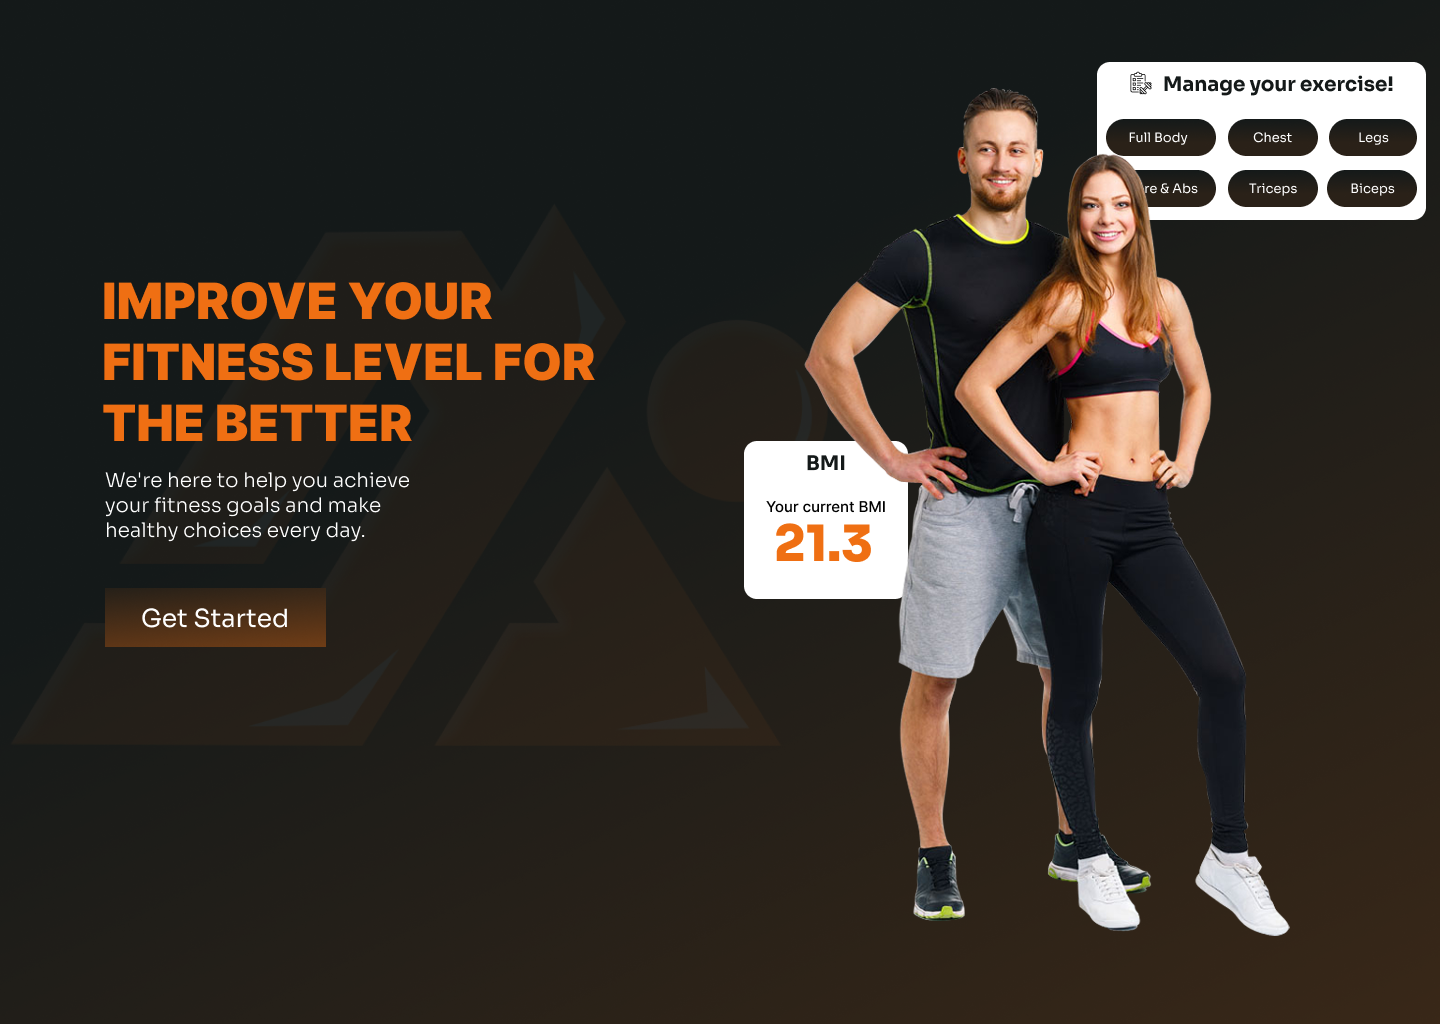 Manage your exercise!
Full Body Chest Legs
re & Abs Triceps Biceps
IMPROVE YOUR
FITNESS LEVEL FOR
THE BETTER
We're here to help you achieve
your fitness goals and make
healthy choices every day.
Get Started
BMI
Your current BMI
21.3